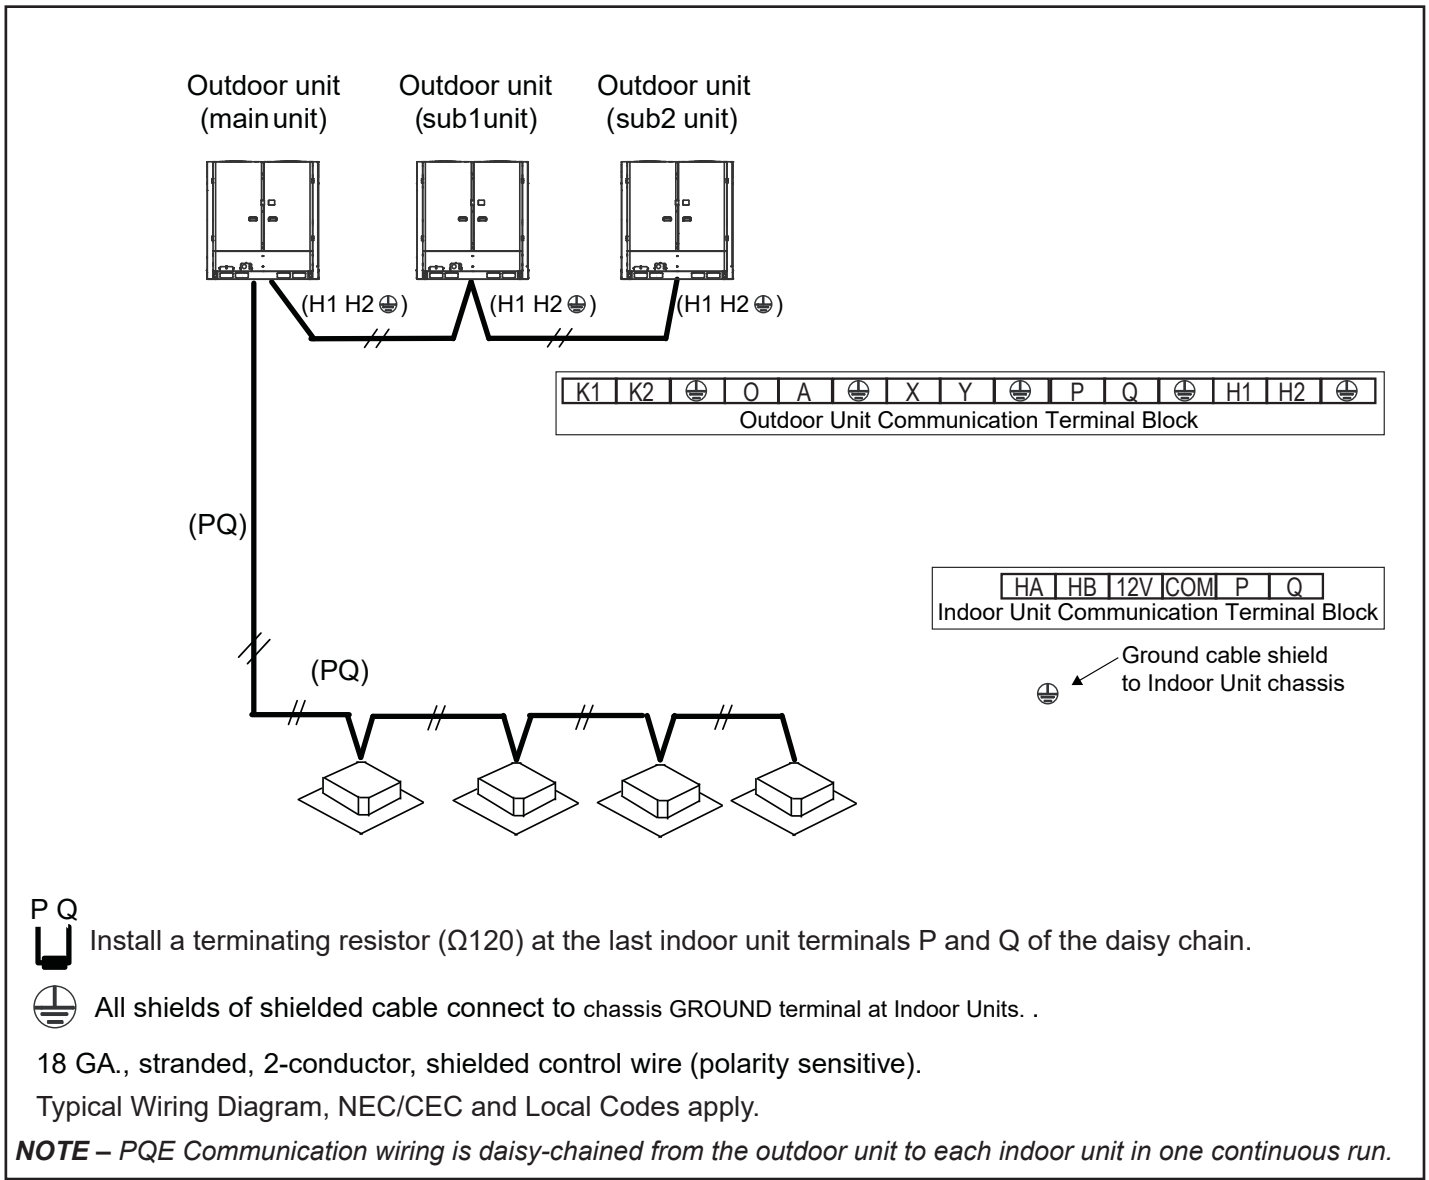 Outdoor unit
(main unit)
Outdoor unit
(sub1unit)
Outdoor unit
(sub2 unit)
(H1 H2 ⏚)
(H1 H2 ⏚)
(H1 H2 ⏚)
K1 K2 ⏚ O A ⏚ X Y ⏚ P Q ⏚ H1 H2 ⏚
Outdoor Unit Communication Terminal Block
(PQ)
HA HB 12V COM P Q
Indoor Unit Communication Terminal Block
Ground cable shield
to Indoor Unit chassis
(PQ)
P Q
Install a terminating resistor (Ω120) at the last indoor unit terminals P and Q of the daisy chain.
All shields of shielded cable connect to chassis GROUND terminal at Indoor Units. .
18 GA., stranded, 2-conductor, shielded control wire (polarity sensitive).
Typical Wiring Diagram, NEC/CEC and Local Codes apply.
NOTE – PQE Communication wiring is daisy-chained from the outdoor unit to each indoor unit in one continuous run.